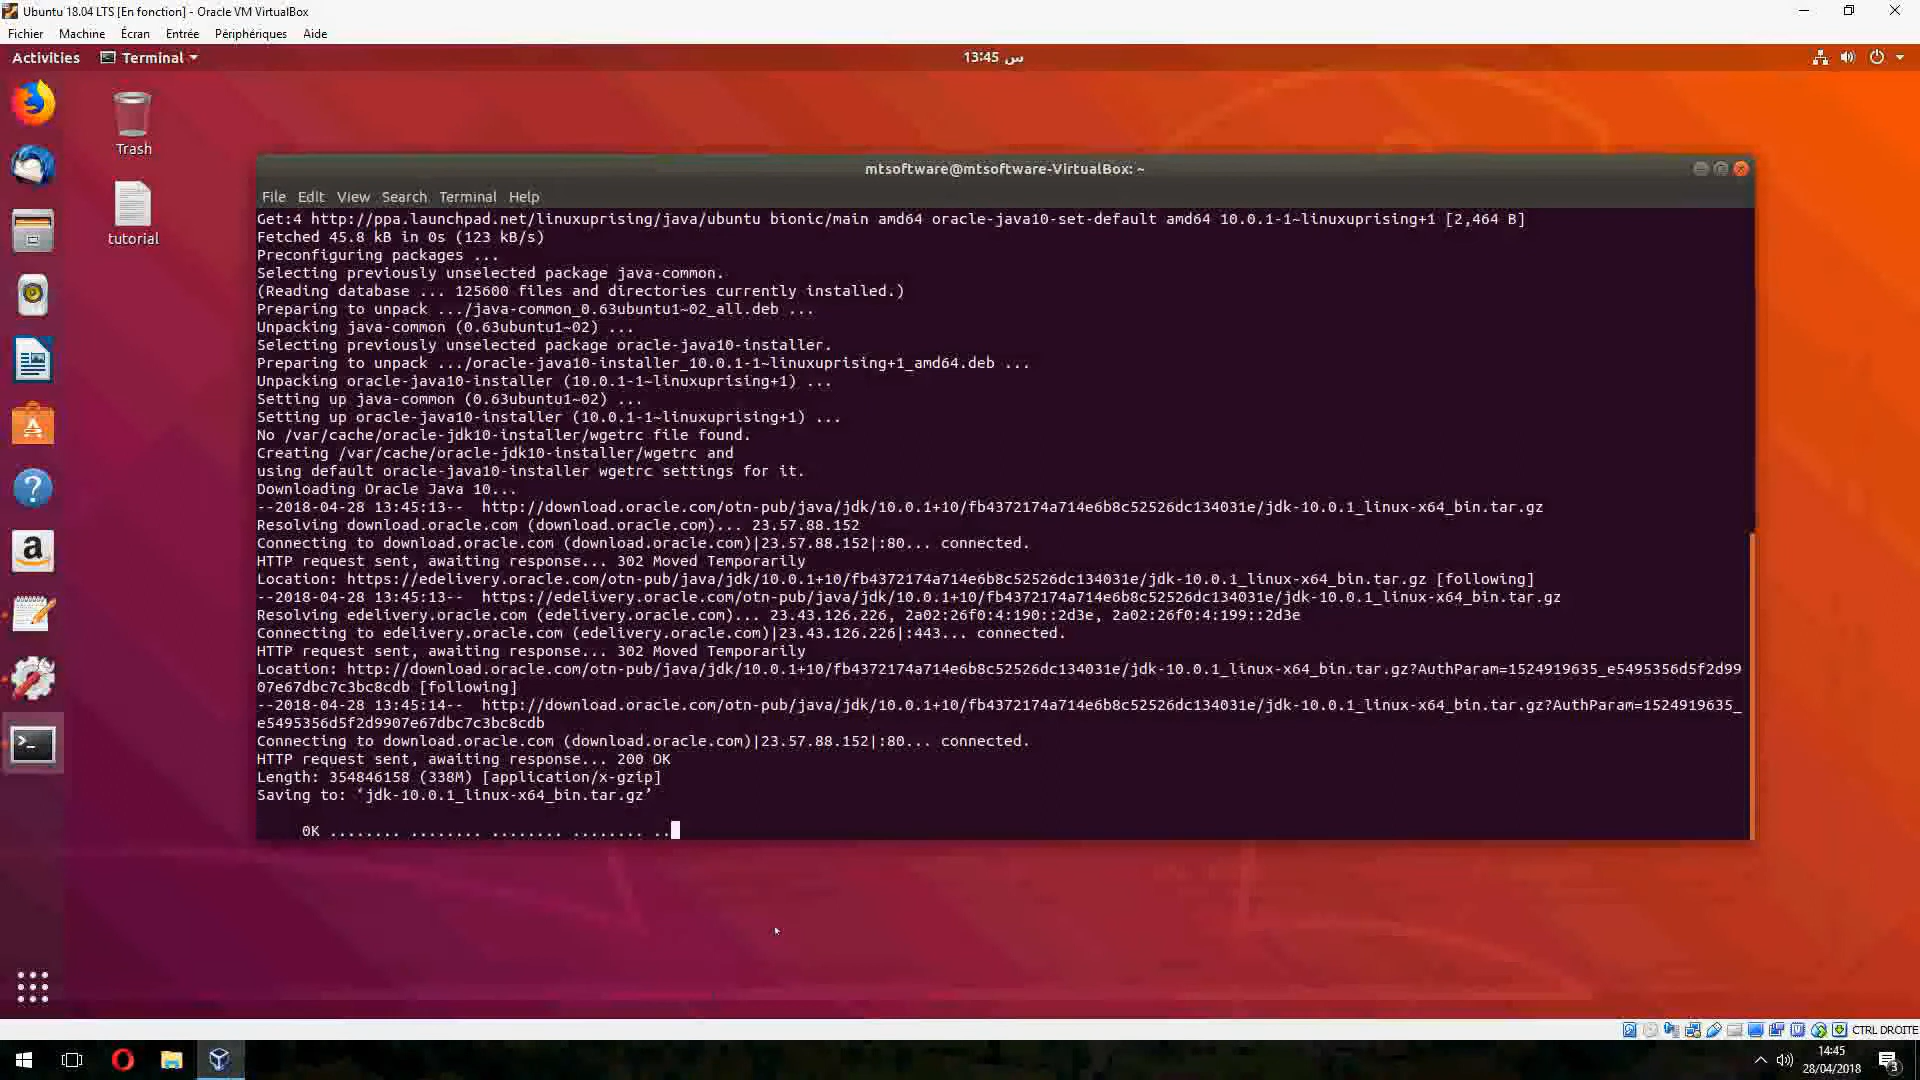 Ubuntu 18.04 LTS [En fonction] - Oracle VM VirtualBox
Fichier Machine Écran Entrée Périphériques Aide
Activities Terminal
13:45 س
Trash
tutorial
mtsoftware@mtsoftware-VirtualBox: ~
File Edit View Search Terminal Help
Get:4 http://ppa.launchpad.net/linuxuprising/java/ubuntu bionic/main amd64 oracle-java10-set-default amd64 10.0.1-1~linuxuprising+1 [2,464 B]
Fetched 45.8 kB in 0s (123 kB/s)
Preconfiguring packages ...
Selecting previously unselected package java-common.
(Reading database ... 125600 files and directories currently installed.)
Preparing to unpack .../java-common_0.63ubuntu1~02_all.deb ...
Unpacking java-common (0.63ubuntu1~02) ...
Selecting previously unselected package oracle-java10-installer.
Preparing to unpack .../oracle-java10-installer_10.0.1-1~linuxuprising+1_amd64.deb ...
Unpacking oracle-java10-installer (10.0.1-1~linuxuprising+1) ...
Setting up java-common (0.63ubuntu1~02) ...
Setting up oracle-java10-installer (10.0.1-1~linuxuprising+1) ...
No /var/cache/oracle-jdk10-installer/wgetrc file found.
Creating /var/cache/oracle-jdk10-installer/wgetrc and
using default oracle-java10-installer wgetrc settings for it.
Downloading Oracle Java 10...
--2018-04-28 13:45:13--  http://download.oracle.com/otn-pub/java/jdk/10.0.1+10/fb4372174a714e6b8c52526dc134031e/jdk-10.0.1_linux-x64_bin.tar.gz
Resolving download.oracle.com (download.oracle.com)... 23.57.88.152
Connecting to download.oracle.com (download.oracle.com)|23.57.88.152|:80... connected.
HTTP request sent, awaiting response... 302 Moved Temporarily
Location: https://edelivery.oracle.com/otn-pub/java/jdk/10.0.1+10/fb4372174a714e6b8c52526dc134031e/jdk-10.0.1_linux-x64_bin.tar.gz [following]
--2018-04-28 13:45:13--  https://edelivery.oracle.com/otn-pub/java/jdk/10.0.1+10/fb4372174a714e6b8c52526dc134031e/jdk-10.0.1_linux-x64_bin.tar.gz
Resolving edelivery.oracle.com (edelivery.oracle.com)... 23.43.126.226, 2a02:26f0:4:190::2d3e, 2a02:26f0:4:199::2d3e
Connecting to edelivery.oracle.com (edelivery.oracle.com)|23.43.126.226|:443... connected.
HTTP request sent, awaiting response... 302 Moved Temporarily
Location: http://download.oracle.com/otn-pub/java/jdk/10.0.1+10/fb4372174a714e6b8c52526dc134031e/jdk-10.0.1_linux-x64_bin.tar.gz?AuthParam=1524919635_e5495356d5f2d99
07e67dbc7c3bc8cdb [following]
--2018-04-28 13:45:14--  http://download.oracle.com/otn-pub/java/jdk/10.0.1+10/fb4372174a714e6b8c52526dc134031e/jdk-10.0.1_linux-x64_bin.tar.gz?AuthParam=1524919635_
e5495356d5f2d9907e67dbc7c3bc8cdb
Connecting to download.oracle.com (download.oracle.com)|23.57.88.152|:80... connected.
HTTP request sent, awaiting response... 200 OK
Length: 354846158 (338M) [application/x-gzip]
Saving to: ‘jdk-10.0.1_linux-x64_bin.tar.gz’
0K ........ ........ ........ ........ ..
CTRL DROITE
14:45
28/04/2018
3